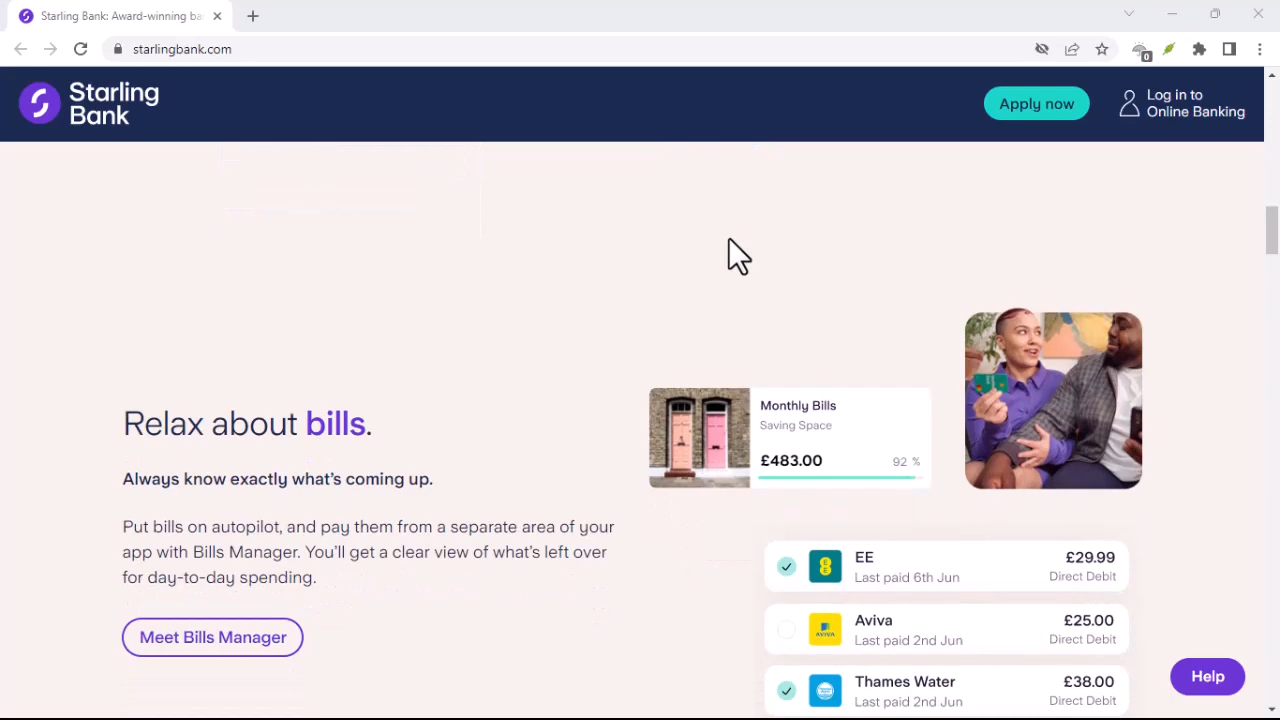 Starling Bank: Award-winning ba
starlingbank.com
0
Starling
Bank
Apply now
Log in to
Online Banking
Relax about bills.
Always know exactly what's coming up.
Put bills on autopilot, and pay them from a separate area of your
app with Bills Manager. You'll get a clear view of what's left over
for day-to-day spending.
Meet Bills Manager
Monthly Bills
Saving Space
£483.00
92 %
EE
£29.99
Last paid 6th Jun
Direct Debit
AVIVA
Aviva
£25.00
Last paid 2nd Jun
Direct Debit
Thames Water
£38.00
Last paid 2nd Jun
Direct Debit
Help